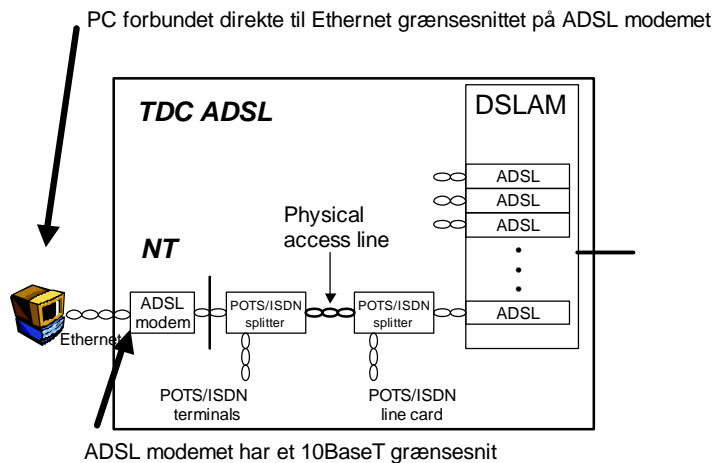 PC forbundet direkte til Ethernet grænsesnittet på ADSL modemet
TDC ADSL
DSLAM
ADSL
ADSL
ADSL
Physical
access line
NT
ADSL
modem
POTS/ISDN
splitter
POTS/ISDN
splitter
ADSL
Ethernet
POTS/ISDN
terminals
POTS/ISDN
line card
ADSL modemet har et 10BaseT grænsesnit